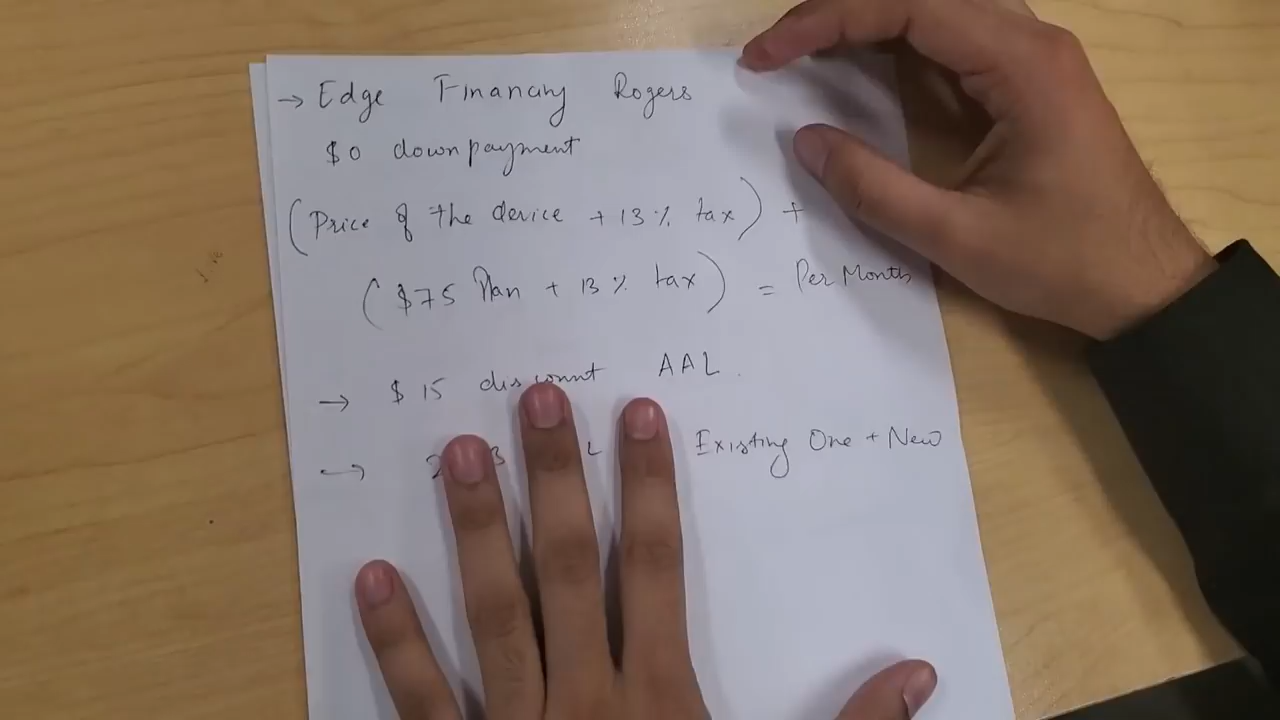 → Edge Financing Rogers
$0 downpayment
(Price of the device + 13% tax) +
($75 Plan + 13% tax) = Per Month
→ $15 discount AAL
→ Existing One + New